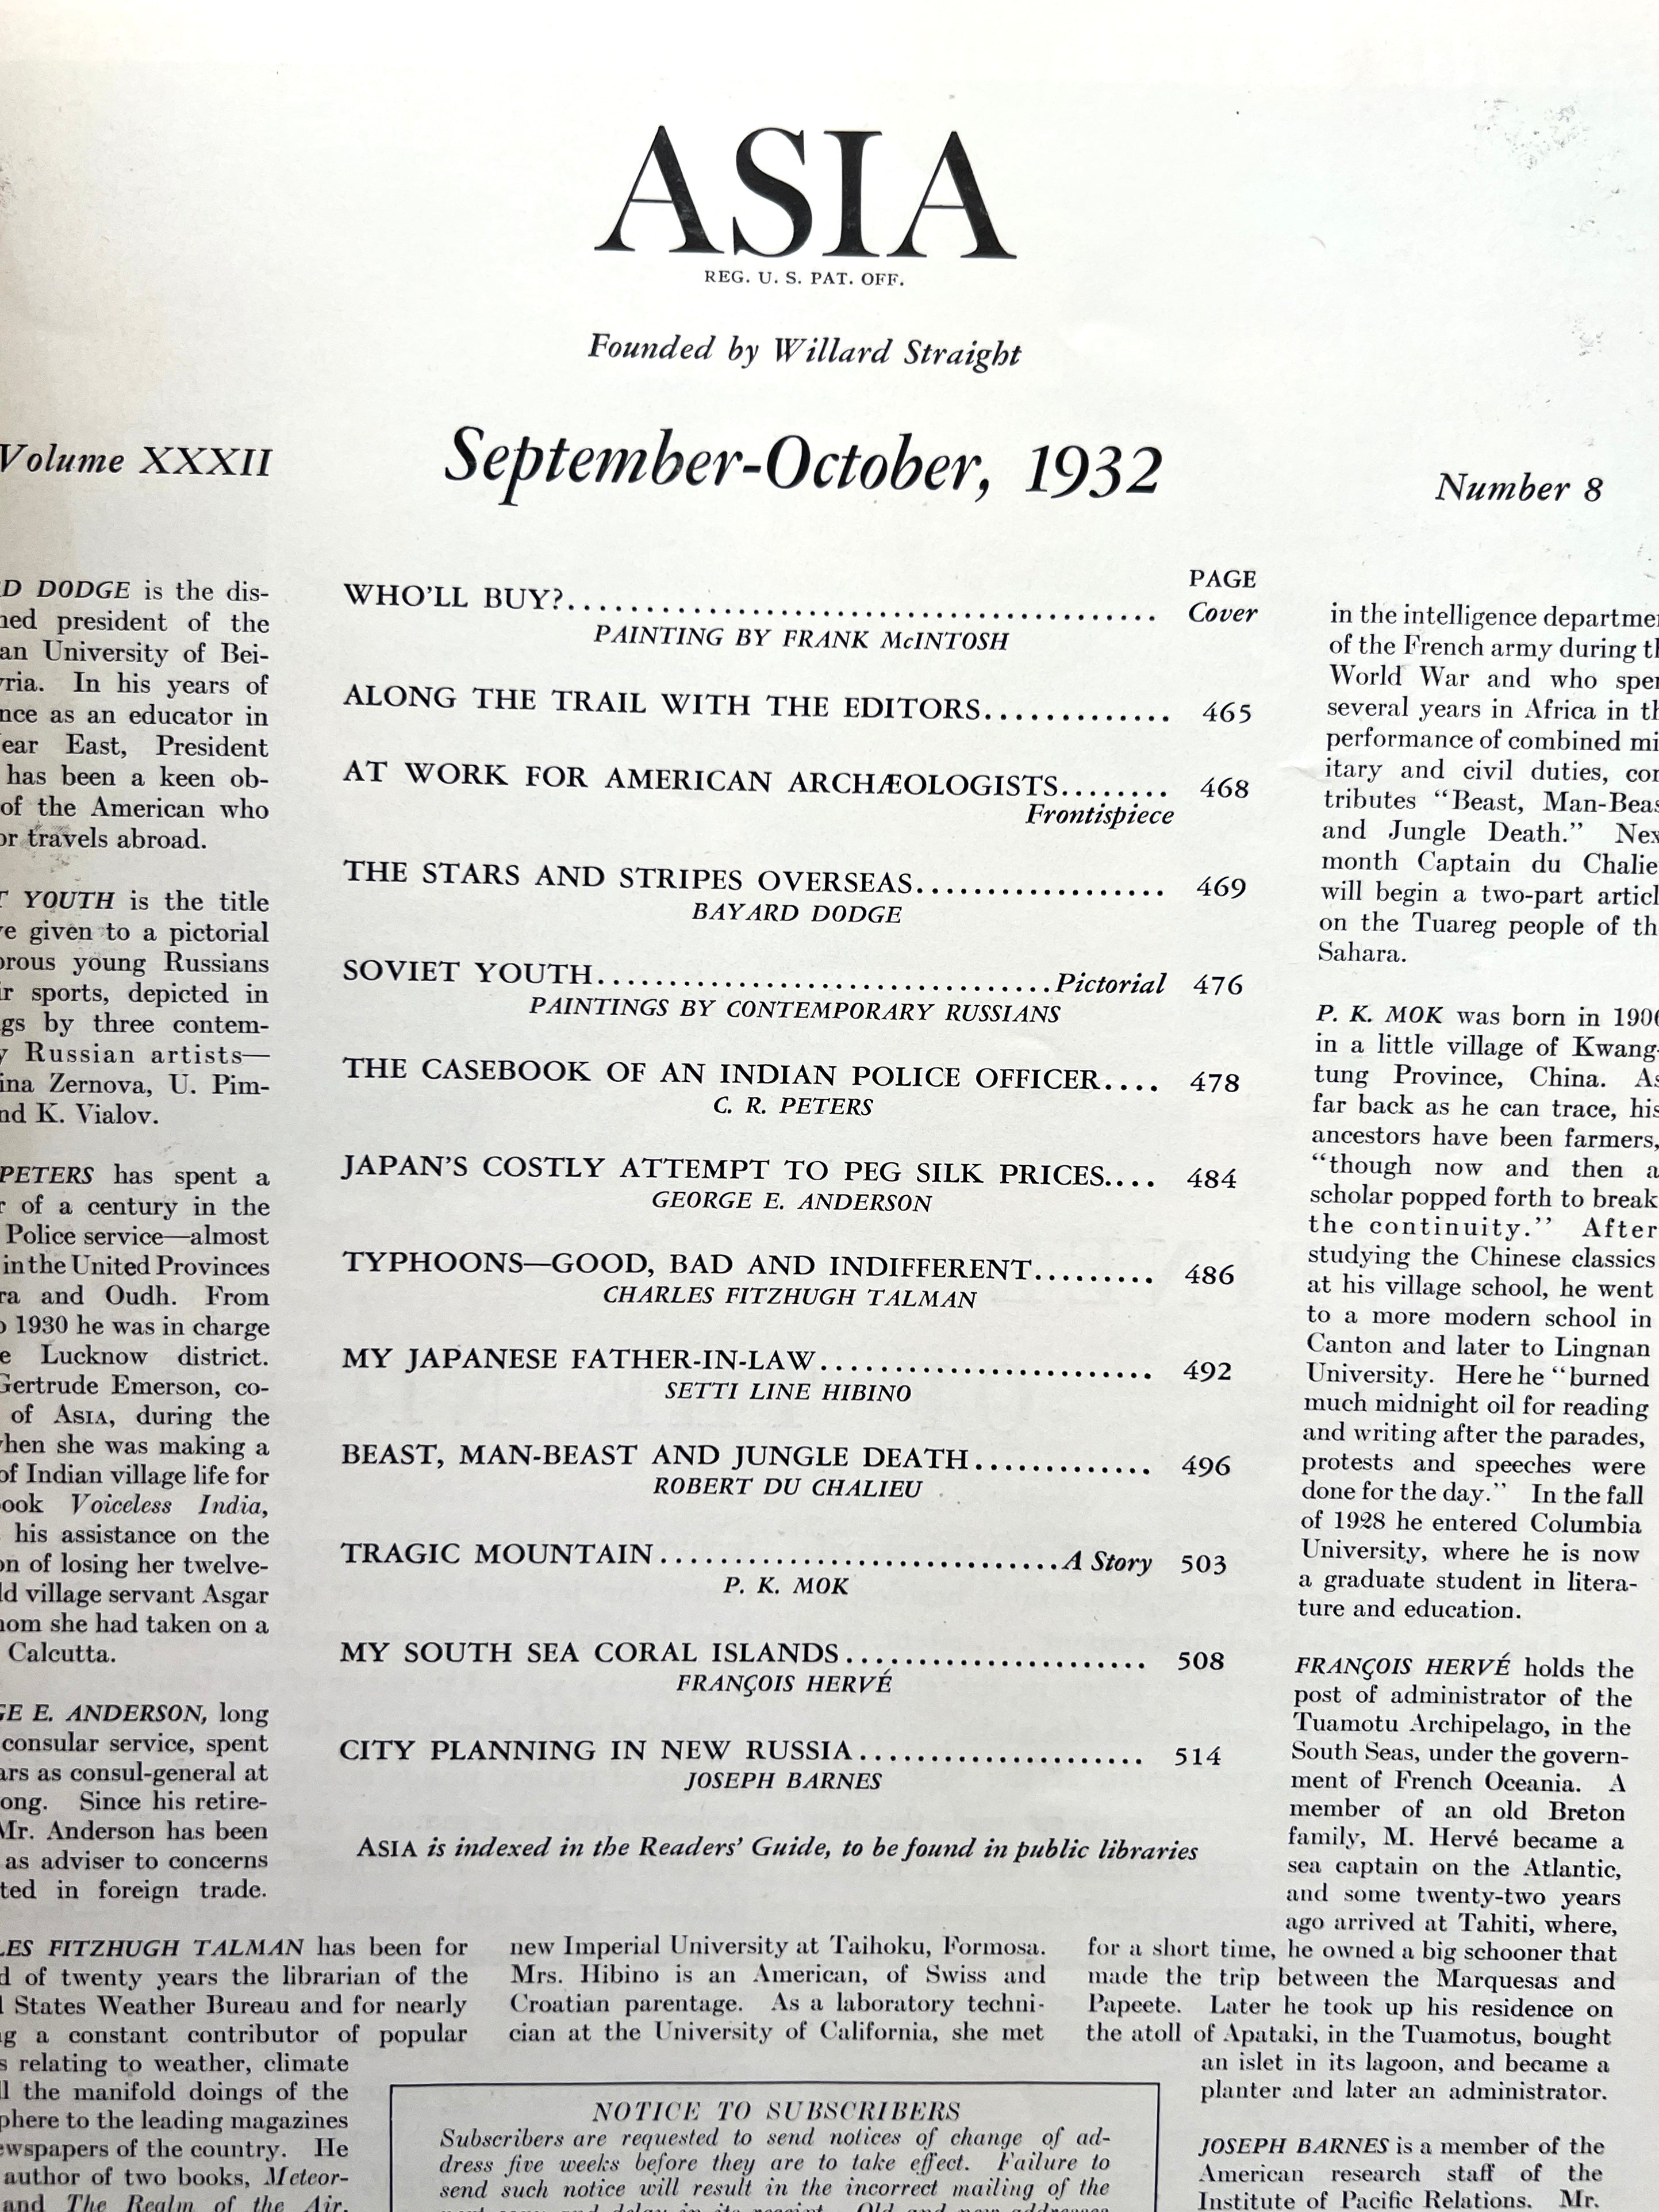 ASIA
REG. U. S. PAT. OFF.
Founded by Willard Straight
Volume XXXII
September-October, 1932
Number 8
DODGE is the dis-
president of the
University of Bei-
In his years of
as an educator in
East, President
has been a keen ob-
of the American who
travels abroad.
YOUTH is the title
given to a pictorial
young Russians
sports, depicted in
by three contem-
Russian artists—
Zernova, U. Pim-
K. Vialov.
PETERS has spent a
of a century in the
Police service—almost
in the United Provinces
and Oudh. From
1930 he was in charge
Lucknow district.
Gertrude Emerson, co-
of ASIA, during the
when she was making a
of Indian village life for
Voiceless India,
his assistance on the
of losing her twelve-
village servant Asgar
she had taken on a
Calcutta.
E. ANDERSON, long
consular service, spent
as consul-general at
Since his retire-
Mr. Anderson has been
as adviser to concerns
in foreign trade.
PAGE
WHO'LL BUY?.................................... Cover
PAINTING BY FRANK McINTOSH
ALONG THE TRAIL WITH THE EDITORS............. 465
AT WORK FOR AMERICAN ARCHÆOLOGISTS........ 468
Frontispiece
THE STARS AND STRIPES OVERSEAS.................. 469
BAYARD DODGE
SOVIET YOUTH..................................Pictorial 476
PAINTINGS BY CONTEMPORARY RUSSIANS
THE CASEBOOK OF AN INDIAN POLICE OFFICER.... 478
C. R. PETERS
JAPAN'S COSTLY ATTEMPT TO PEG SILK PRICES.... 484
GEORGE E. ANDERSON
TYPHOONS—GOOD, BAD AND INDIFFERENT......... 486
CHARLES FITZHUGH TALMAN
MY JAPANESE FATHER-IN-LAW......................... 492
SETTI LINE HIBINO
BEAST, MAN-BEAST AND JUNGLE DEATH............. 496
ROBERT DU CHALIEU
TRAGIC MOUNTAIN..............................A Story 503
P. K. MOK
MY SOUTH SEA CORAL ISLANDS....................... 508
FRANÇOIS HERVÉ
CITY PLANNING IN NEW RUSSIA...................... 514
JOSEPH BARNES
ASIA is indexed in the Readers' Guide, to be found in public libraries
in the intelligence
of the French army during
World War and who
several years in Africa in
performance of combined
itary and civil duties,
tributes "Beast,
and Jungle Death."
month Captain du
will begin a two-part
on the Tuareg people of
Sahara.
P. K. MOK was born in 1906
in a little village of Kwang-
tung Province, China. As
far back as he can trace, his
ancestors have been farmers,
"though now and then a
scholar popped forth to break
the continuity." After
studying the Chinese classics
at his village school, he went
to a more modern school in
Canton and later to Lingnan
University. Here he "burned
much midnight oil for reading
and writing after the parades,
protests and speeches were
done for the day." In the fall
of 1928 he entered Columbia
University, where he is now
a graduate student in litera-
ture and education.
FRANÇOIS HERVÉ holds the
post of administrator of the
Tuamotu Archipelago, in the
South Seas, under the govern-
ment of French Oceania. A
member of an old Breton
family, M. Hervé became a
sea captain on the Atlantic,
and some twenty-two years
ago arrived at Tahiti, where,
FITZHUGH TALMAN has been for
of twenty years the librarian of the
States Weather Bureau and for nearly
a constant contributor of popular
relating to weather, climate
the manifold doings of the
to the leading magazines
of the country. He
author of two books, Meteor-
and The Realm of the Air.
new Imperial University at Taihoku, Formosa.
Mrs. Hibino is an American, of Swiss and
Croatian parentage. As a laboratory techni-
cian at the University of California, she met
for a short time, he owned a big schooner that
made the trip between the Marquesas and
Papeete. Later he took up his residence on
the atoll of Apataki, in the Tuamotus, bought
an islet in its lagoon, and became a
planter and later an administrator.
NOTICE TO SUBSCRIBERS
Subscribers are requested to send notices of change of ad-
dress five weeks before they are to take effect. Failure to
send such notice will result in the incorrect mailing of the
JOSEPH BARNES is a member of the
American research staff of the
Institute of Pacific Relations. Mr.